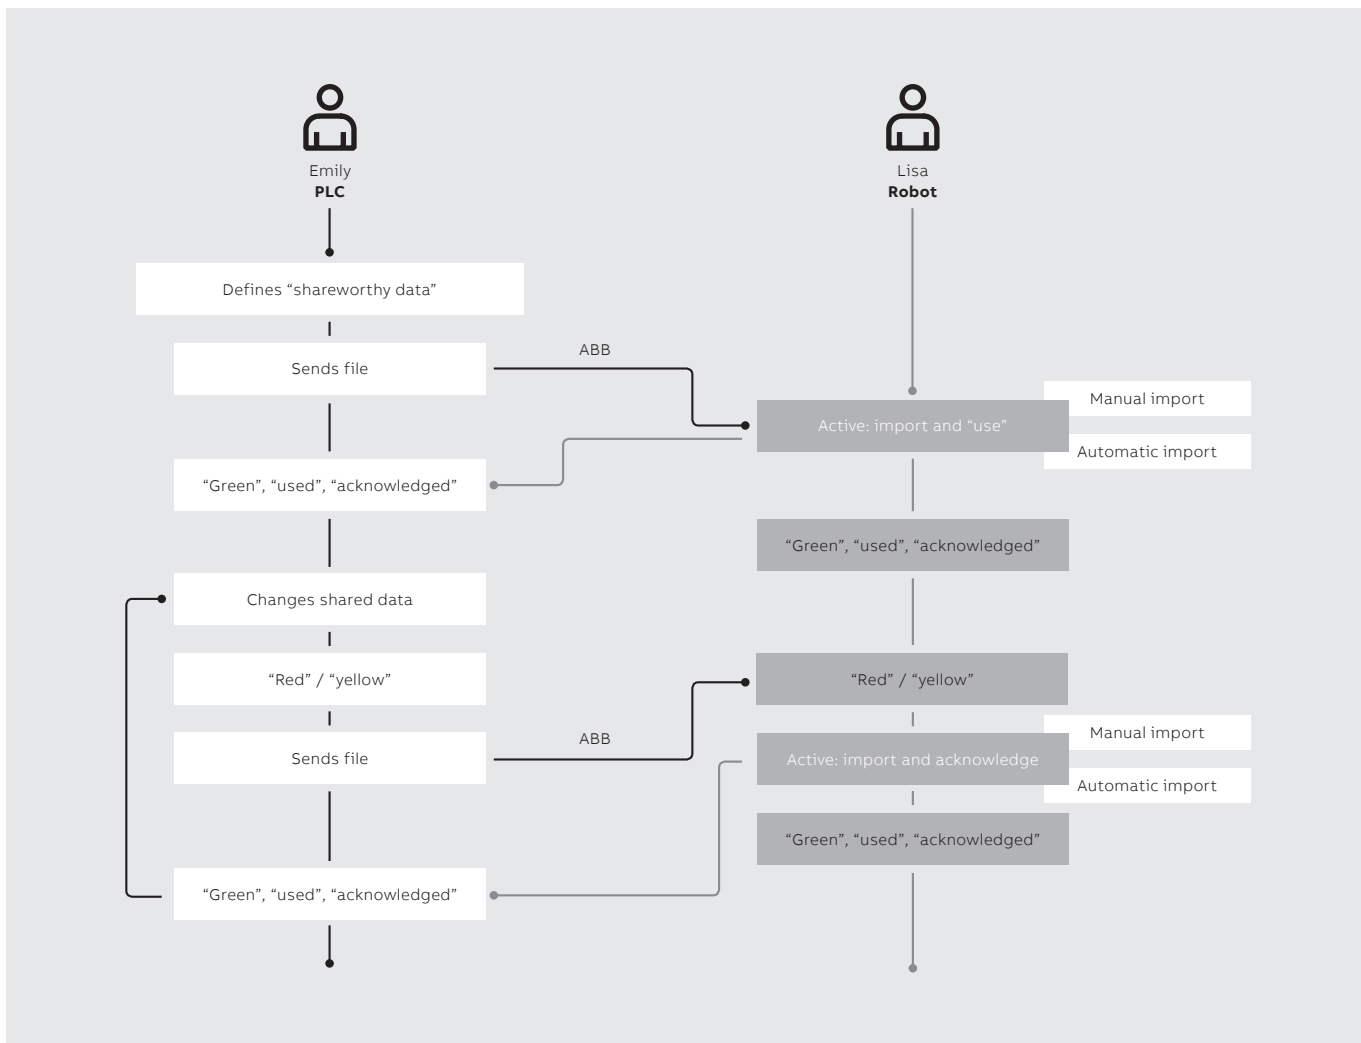 Emily
PLC
Lisa
Robot
Defines “shareworthy data”
Sends file
ABB
Manual import
Active: import and “use”
Automatic import
“Green”, “used”, “acknowledged”
“Green”, “used”, “acknowledged”
Changes shared data
“Red” / “yellow”
“Red” / “yellow”
Sends file
ABB
Manual import
Active: import and acknowledge
Automatic import
“Green”, “used”, “acknowledged”
“Green”, “used”, “acknowledged”